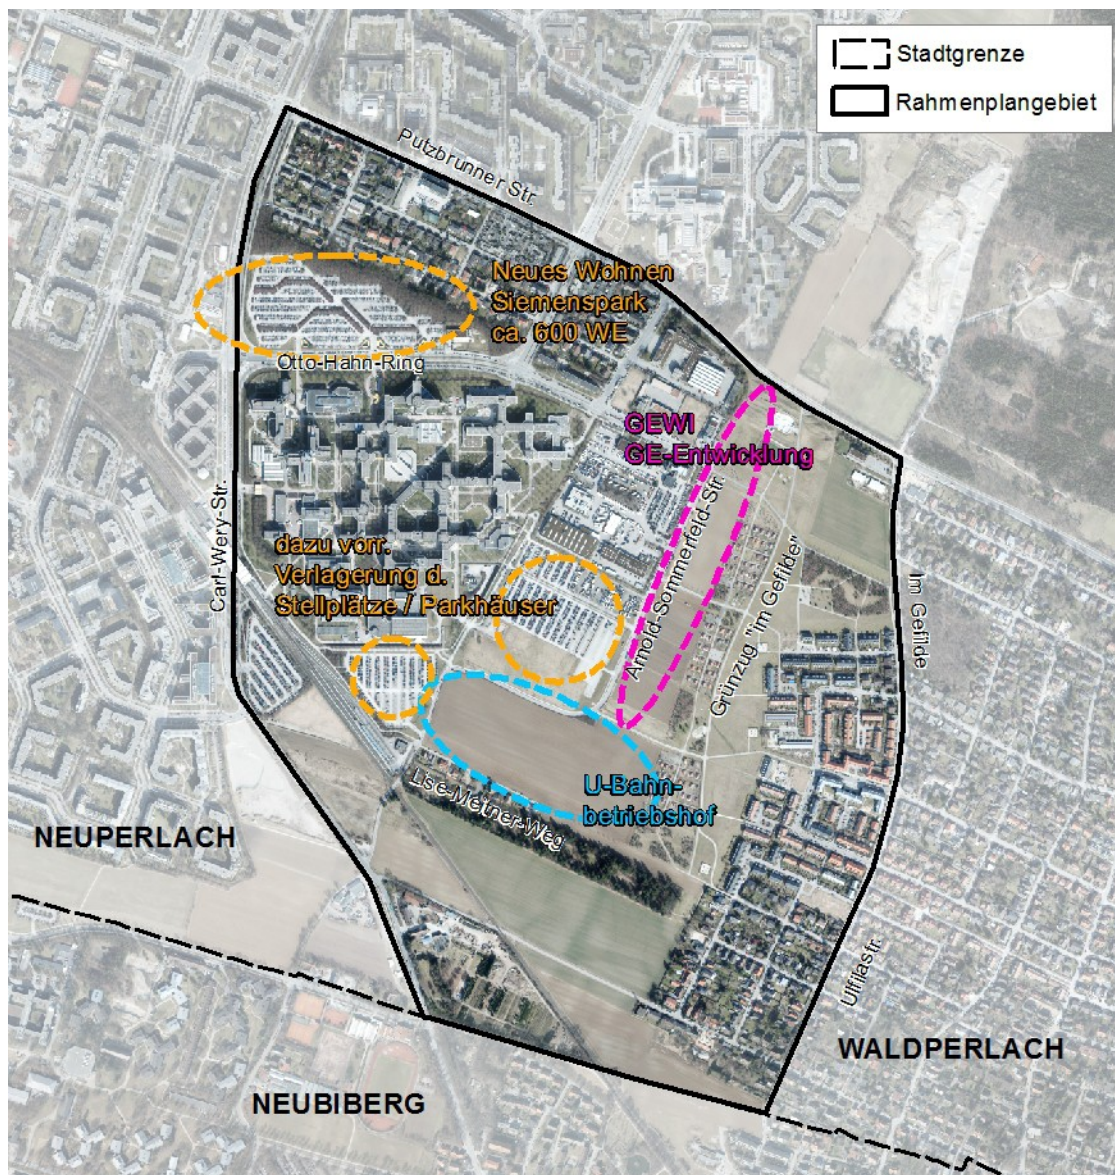 Stadtgrenze
Rahmenplangebiet
Putzbrunner Str.
Neues Wohnen
Siemenspark
ca. 600 WE
Otto-Hahn-Ring
GEWI
GE-Entwicklung
Carl-Wery-Str.
dazu vorr.
Verlagerung d.
Stellplätze / Parkhäuser
Arnold-Sommerfeld-Str.
Grünzug "im Gefilde"
Im Gefilde
U-Bahn-
betriebshof
Lise-Meitner-Weg
NEUPERLACH
Ulfilastr.
WALDPERLACH
NEUBIBERG